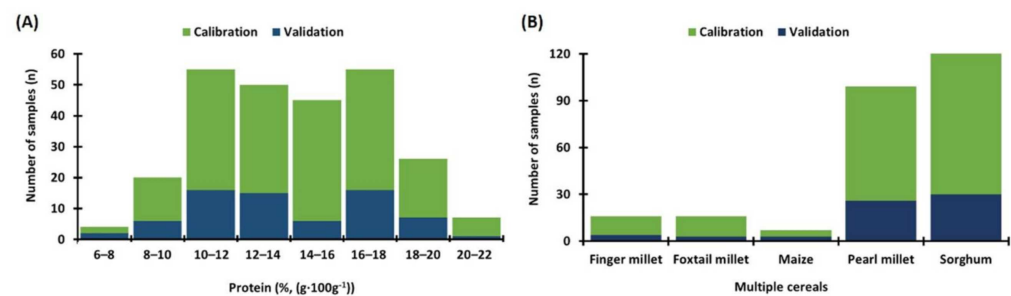 (A)
Calibration Validation
Number of samples (n)
60
50
40
30
20
10
0
6–8 8–10 10–12 12–14 14–16 16–18 18–20 20–22
Protein (%, (g·100g⁻¹))
(B)
Calibration Validation
Number of samples (n)
120
90
60
30
0
Finger millet Foxtail millet Maize Pearl millet Sorghum
Multiple cereals